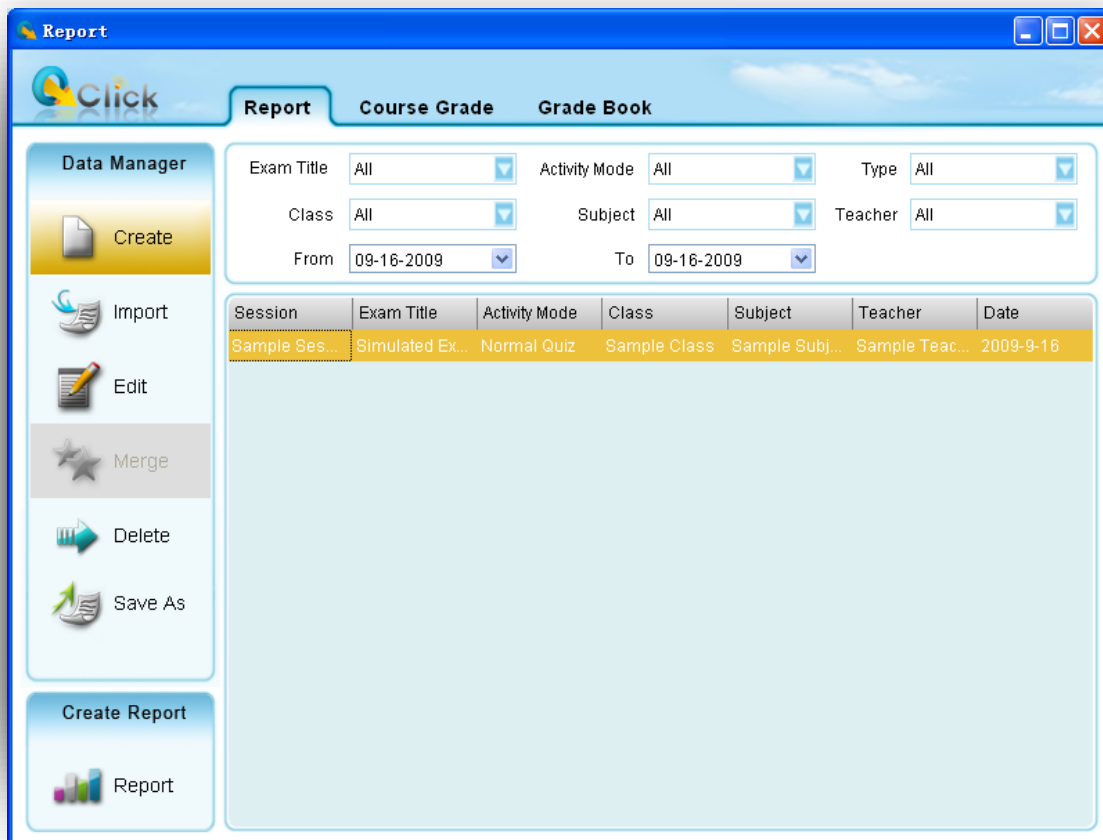 Report
QClick
Report Course Grade Grade Book
Data Manager
Create
Import
Edit
Merge
Delete
Save As
Create Report
Report
Exam Title All Activity Mode All Type All
Class All Subject All Teacher All
From 09-16-2009 To 09-16-2009
Session Exam Title Activity Mode Class Subject Teacher Date
Sample Ses... Simulated Ex... Normal Quiz Sample Class Sample Subj... Sample Teac... 2009-9-16